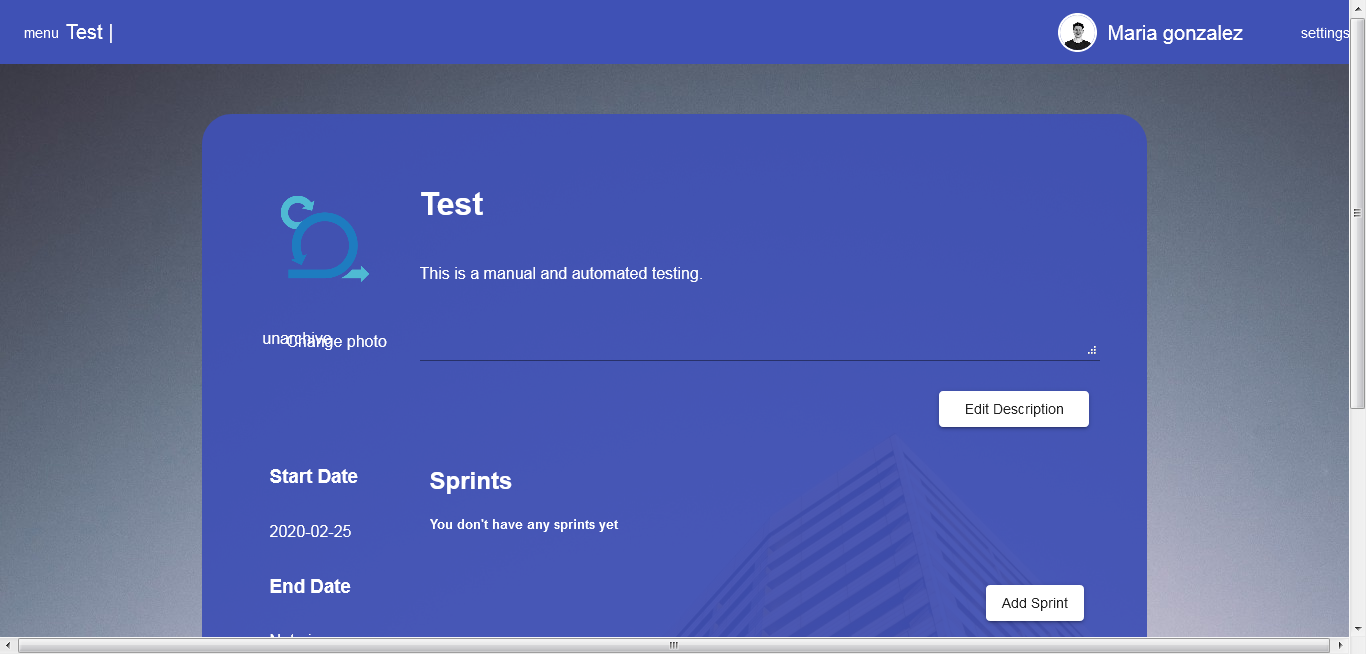 menu Test |
Maria gonzalez
settings
Test
This is a manual and automated testing.
unarchive
Change photo
Edit Description
Start Date
2020-02-25
End Date
Sprints
You don't have any sprints yet
Add Sprint